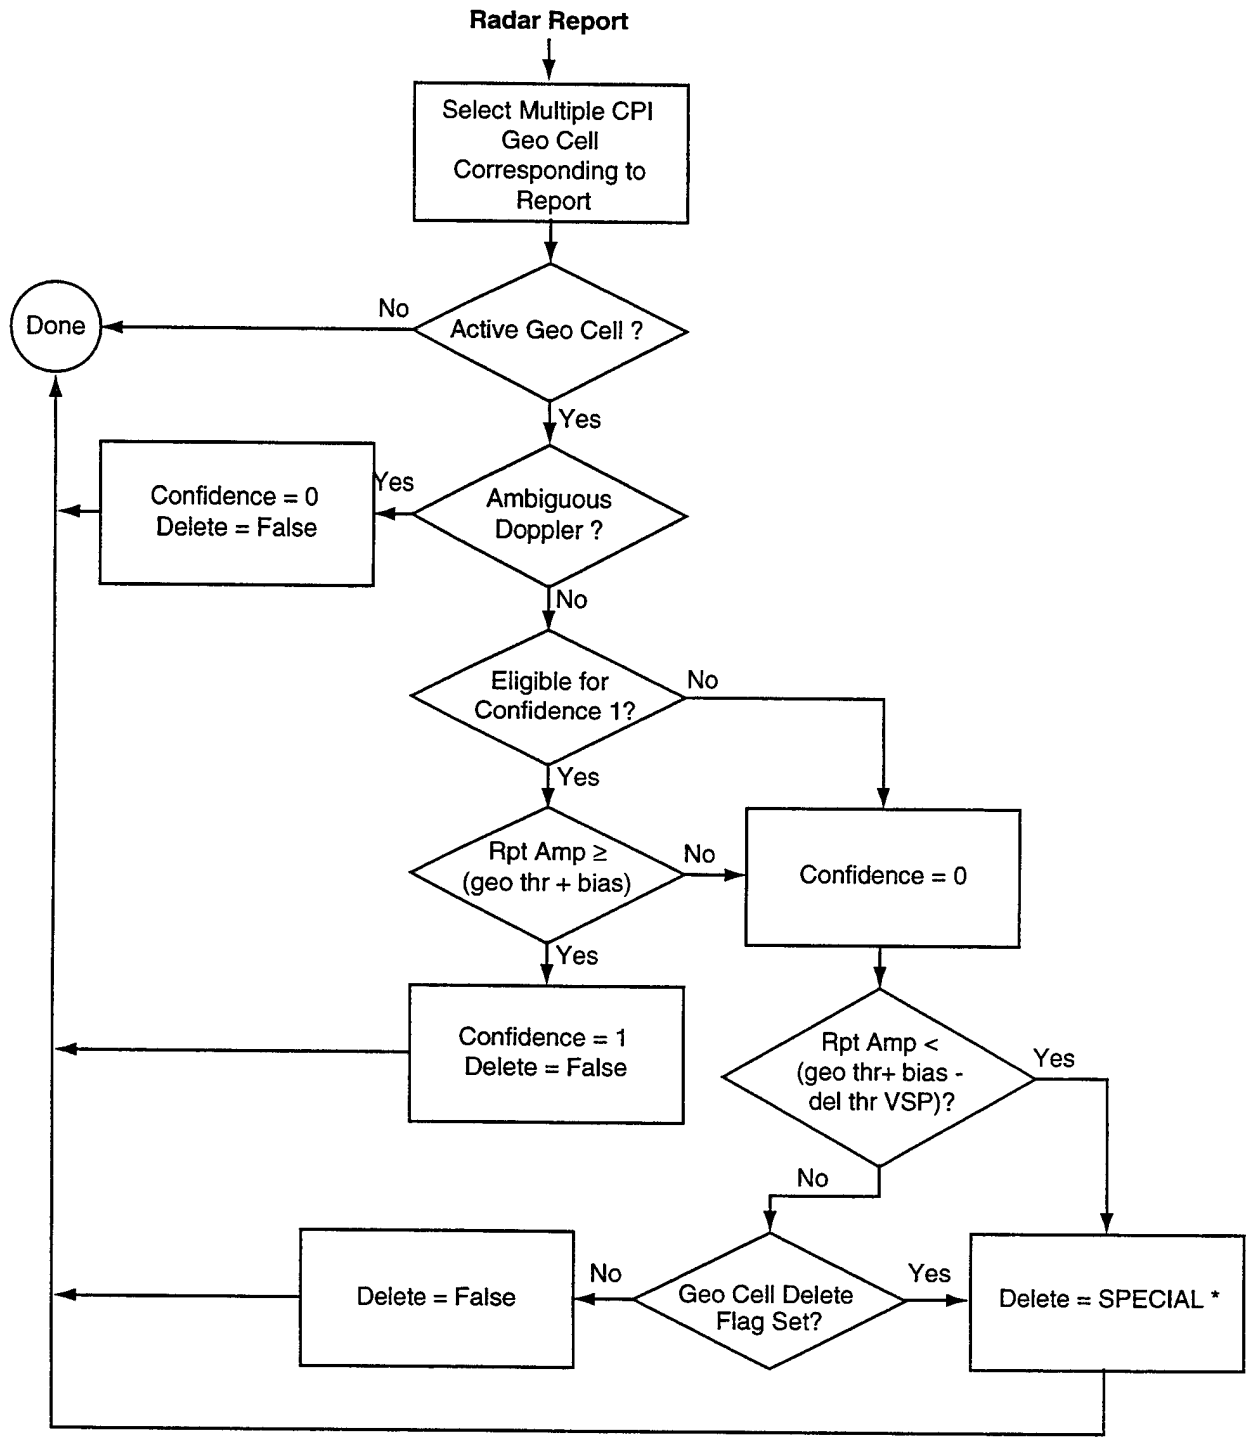 Radar Report
Select Multiple CPI
Geo Cell
Corresponding to
Report
No
Done
Active Geo Cell ?
Yes
Yes
Confidence = 0
Delete = False
Ambiguous
Doppler ?
No
Eligible for
Confidence 1?
No
Yes
Rpt Amp ≥
(geo thr + bias)
No
Confidence = 0
Yes
Confidence = 1
Delete = False
Rpt Amp <
(geo thr+ bias -
del thr VSP)?
Yes
No
Delete = False
No
Geo Cell Delete
Flag Set?
Yes
Delete = SPECIAL *